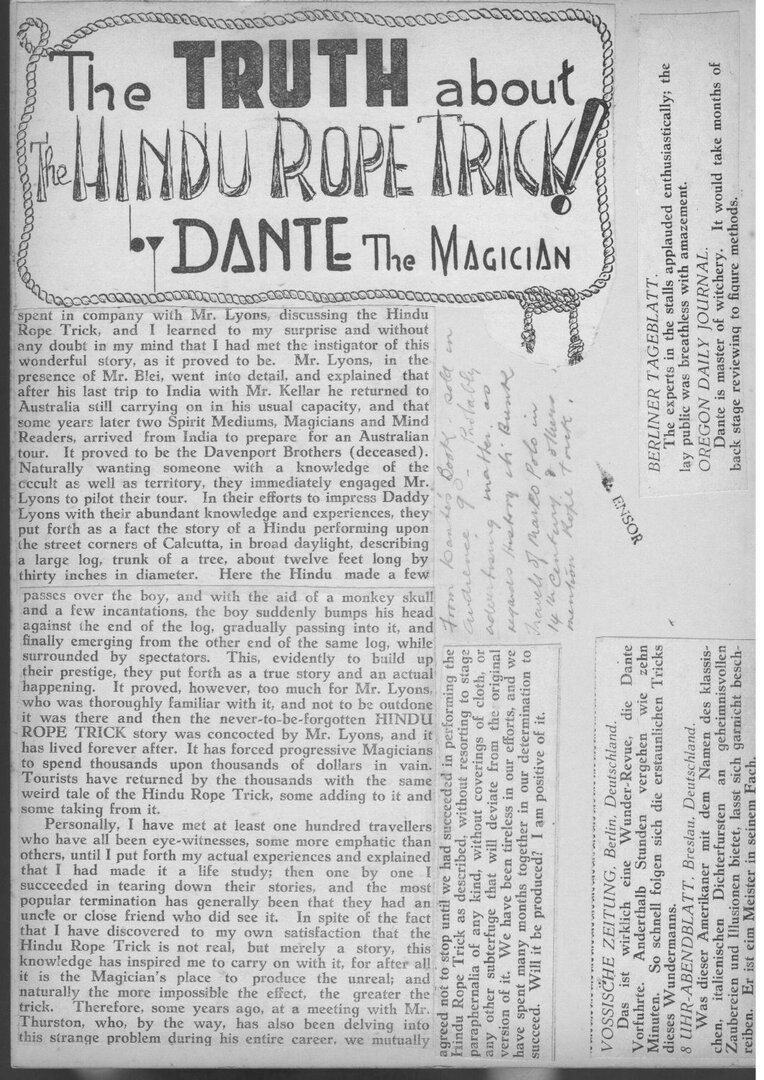 The TRUTH about
The HINDU ROPE TRICK!
by DANTE The MAGICIAN
spent in company with Mr. Lyons, discussing the Hindu
Rope Trick, and I learned to my surprise and without
any doubt in my mind that I had met the instigator of this
wonderful story, as it proved to be. Mr. Lyons, in the
presence of Mr. Blei, went into detail, and explained that
after his last trip to India with Mr. Kellar he returned to
Australia still carrying on in his usual capacity, and that
some years later two Spirit Mediums, Magicians and Mind
Readers, arrived from India to prepare for an Australian
tour. It proved to be the Davenport Brothers (deceased).
Naturally wanting someone with a knowledge of the
occult as well as territory, they immediately engaged Mr.
Lyons to pilot their tour. In their efforts to impress Daddy
Lyons with their abundant knowledge and experiences, they
put forth as a fact the story of a Hindu performing upon
the street corners of Calcutta, in broad daylight, describing
a large log, trunk of a tree, about twelve feet long by
thirty inches in diameter. Here the Hindu made a few
passes over the boy, and with the aid of a monkey skull
and a few incantations, the boy suddenly bumps his head
against the end of the log, gradually passing into it, and
finally emerging from the other end of the same log, while
surrounded by spectators. This, evidently to build up
their prestige, they put forth as a true story and an actual
happening. It proved, however, too much for Mr. Lyons,
who was thoroughly familiar with it, and not to be outdone
it was there and then the never-to-be-forgotten HINDU
ROPE TRICK story was concocted by Mr. Lyons, and it
has lived forever after. It has forced progressive Magicians
to spend thousands upon thousands of dollars in vain.
Tourists have returned by the thousands with the same
weird tale of the Hindu Rope Trick, some adding to it and
some taking from it.
Personally, I have met at least one hundred travellers
who have all been eye-witnesses, some more emphatic than
others, until I put forth my actual experiences and explained
that I had made it a life study; then one by one I
succeeded in tearing down their stories, and the most
popular termination has generally been that they had an
uncle or close friend who did see it. In spite of the fact
that I have discovered to my own satisfaction that the
Hindu Rope Trick is not real, but merely a story, this
knowledge has inspired me to carry on with it, for after all
it is the Magician's place to produce the unreal; and
naturally the more impossible the effect, the greater the
trick. Therefore, some years ago, at a meeting with Mr.
Thurston, who, by the way, has also been delving into
this strange problem during his entire career, we mutually
agreed not to stop until we had succeeded in performing the
Hindu Rope Trick as described, without resorting to stage
paraphernalia of any kind, without coverings of cloth, or
any other subterfuge that will deviate from the original
version of it. We have been tireless in our efforts, and we
have spent many months together in our determination to
succeed. Will it be produced? I am positive of it.
From Dante's Book sold in
audience
advertising matter as
regards history
Travels of Marco Polo in
14th Century & others
mention Rope trick.
ENSOR
BERLINER TAGEBLATT.
The experts in the stalls applauded enthusiastically; the
lay public was breathless with amazement.
OREGON DAILY JOURNAL.
Dante is master of witchery. It would take months of
back stage reviewing to figure methods.
VOSSISCHE ZEITUNG, Berlin, Deutschland.
Das ist wirklich eine Wunder-Revue, die Dante
Vorfuhrte. Anderthalb Stunden vergehen wie zehn
Minuten. So schnell folgen sich die erstaunlichen Tricks
dieses Wundermanns.
8 UHR-ABENDBLATT, Breslau, Deutschland.
Was dieser Amerikaner mit dem Namen des klassis-
chen, italienischen Dichterfursten an geheimnisvollen
Zaubereien und Illusionen bietet, lasst sich garnicht besch-
reiben. Er ist eim Meister in seinem Fach.